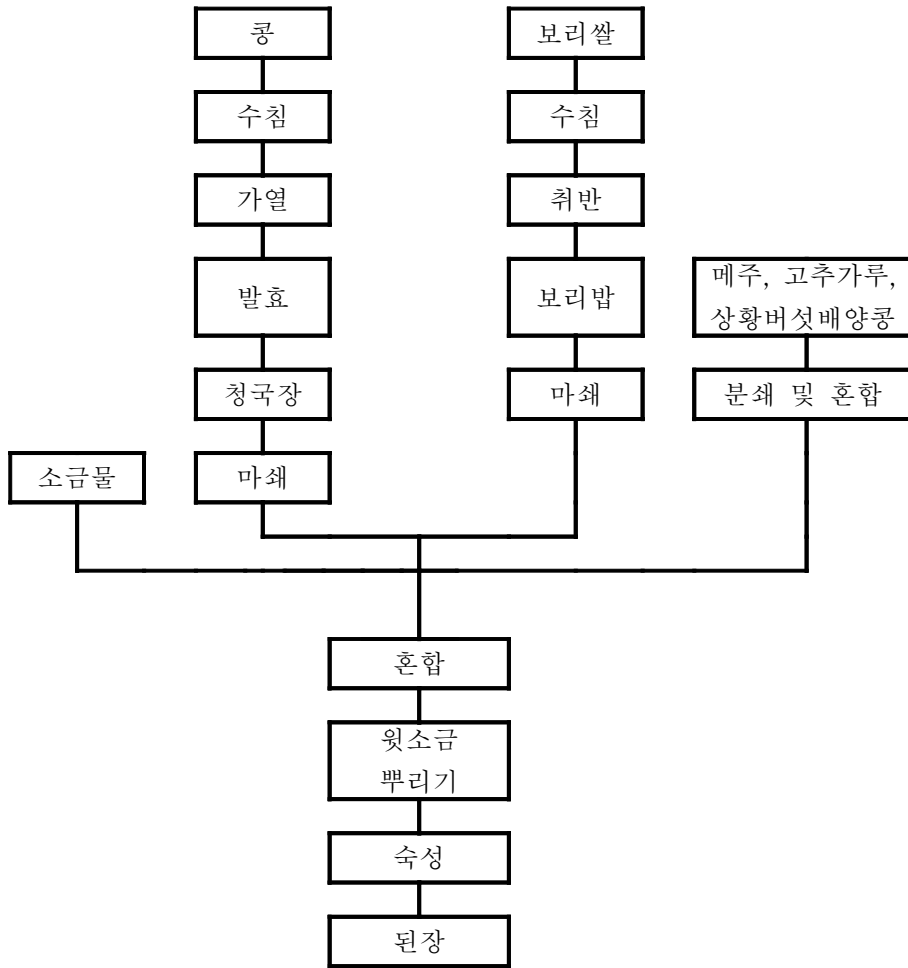 콩
보리쌀
수침
수침
가열
취반
발효
보리밥
메주, 고추가루,
상황버섯배양콩
청국장
마쇄
분쇄 및 혼합
소금물
마쇄
혼합
윗소금
뿌리기
숙성
된장